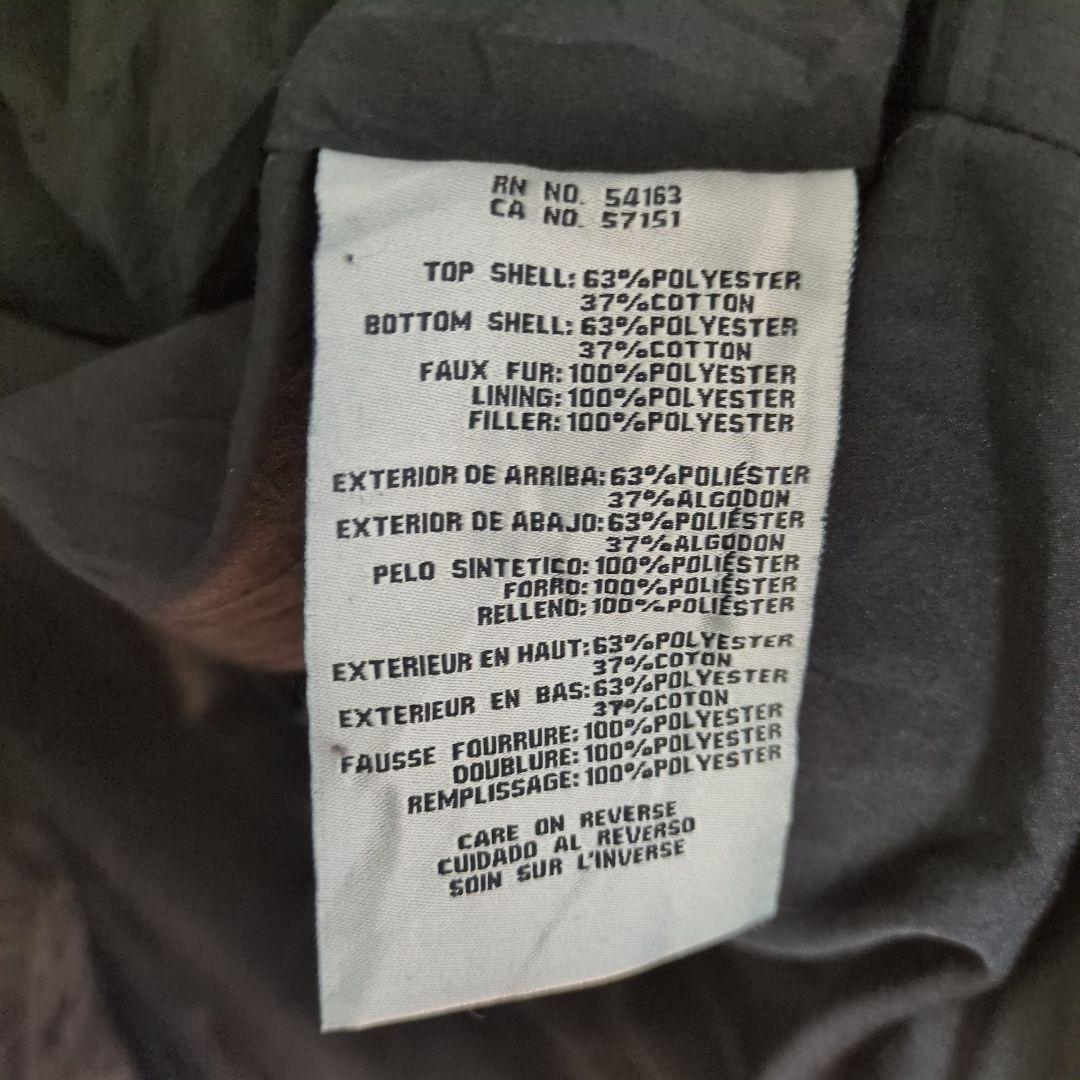 RN NO. 54163
CA NO. 57151
TOP SHELL: 63%POLYESTER
37%COTTON
BOTTOM SHELL: 63%POLYESTER
37%COTTON
FAUX FUR: 100%POLYESTER
LINING: 100%POLYESTER
FILLER: 100%POLYESTER
EXTERIOR DE ARRIBA: 63%POLIÉSTER
37%ALGODON
EXTERIOR DE ABAJO: 63%POLIÉSTER
37%ALGODON
PELO SINTETICO: 100%POLIÉSTER
FORRO: 100%POLIÉSTER
RELLENO: 100%POLIÉSTER
EXTERIEUR EN HAUT: 63%POLYESTER
37%COTON
EXTERIEUR EN BAS: 63%POLYESTER
37%COTON
FAUSSE FOURRURE: 100%POLYESTER
DOUBLURE: 100%POLYESTER
REMPLISSAGE: 100%POLYESTER
CARE ON REVERSE
CUIDADO AL REVERSO
SOIN SUR L'INVERSE